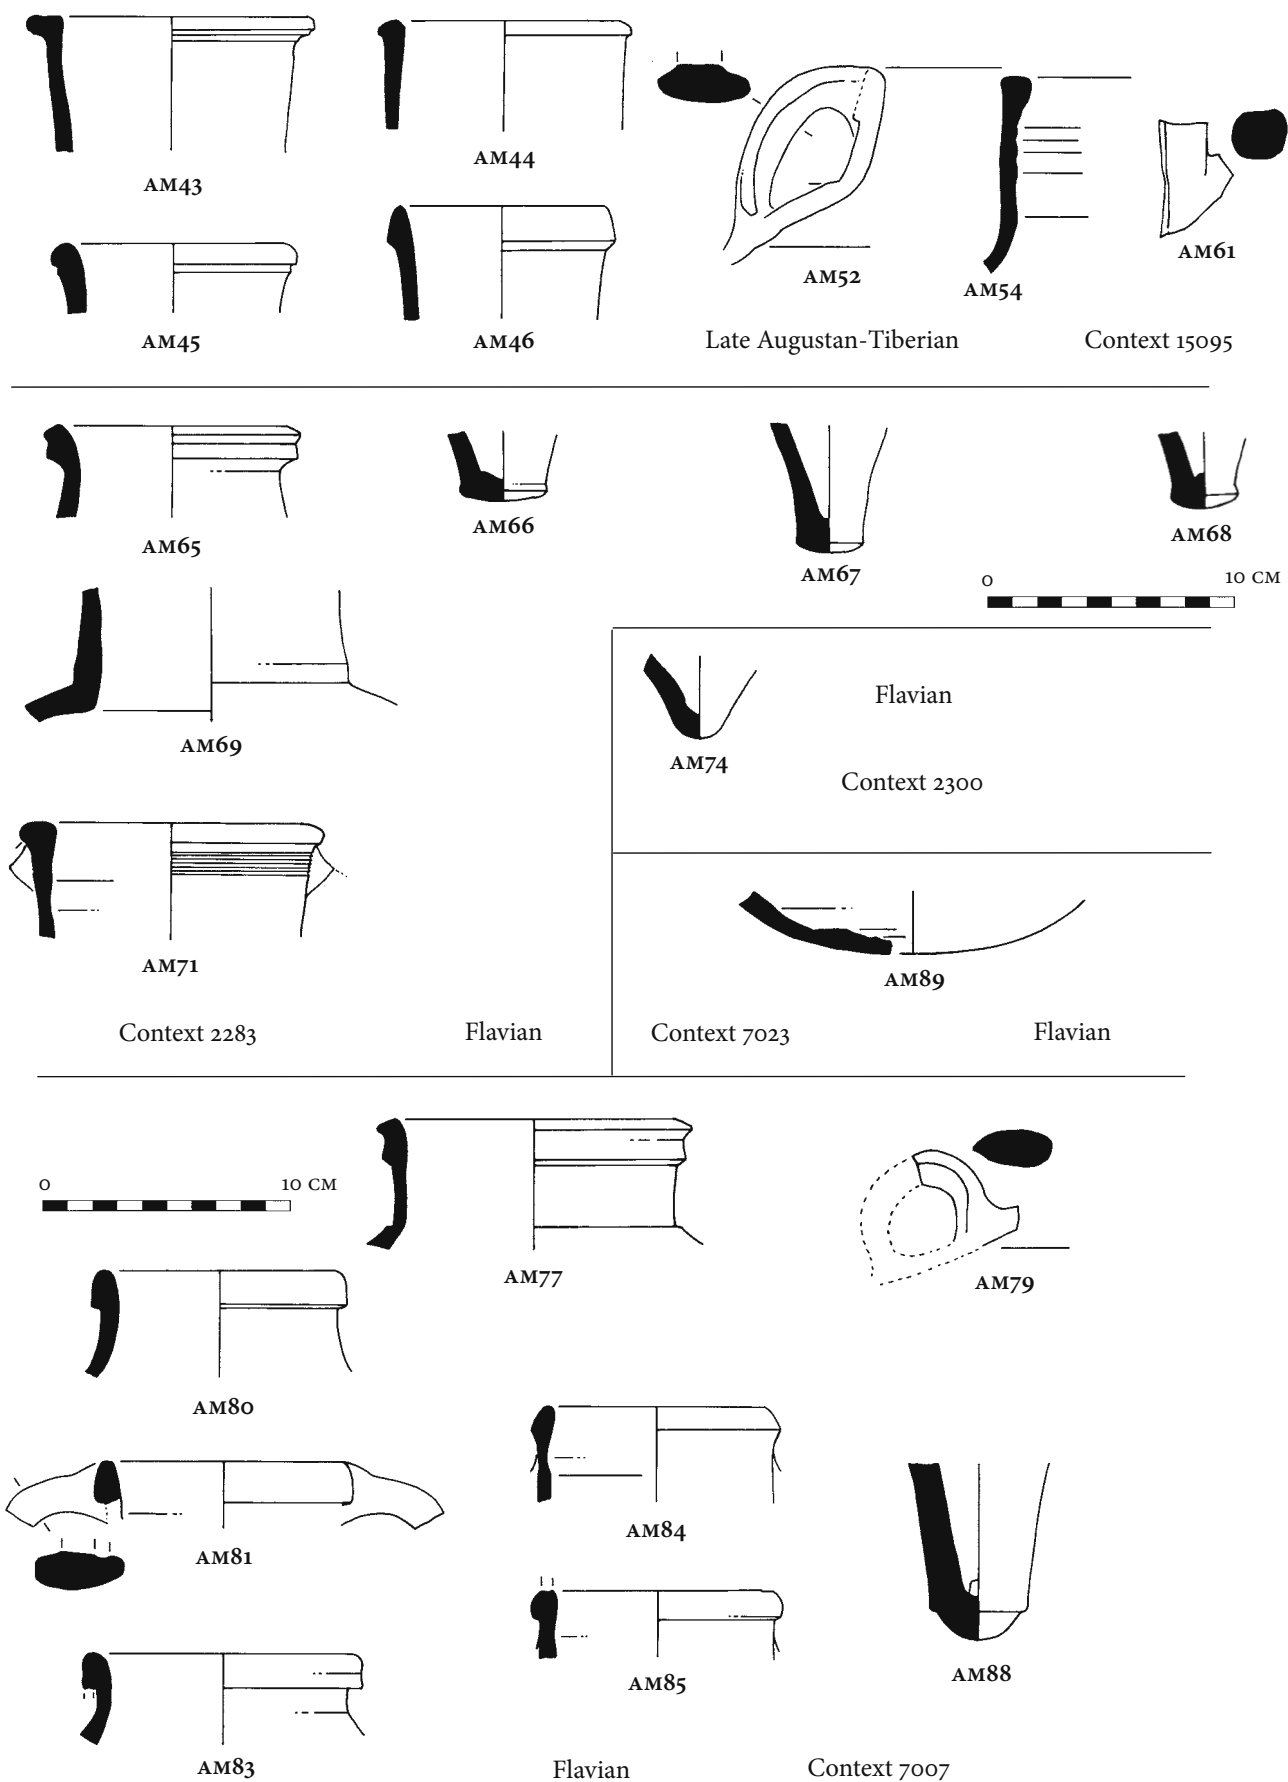 AM43
AM44
AM45
AM46
AM52
AM54
AM61
Late Augustan-Tiberian
Context 15095
AM65
AM66
AM67
AM68
0 10 CM
AM69
AM71
Context 2283
Flavian
AM74
Flavian
Context 2300
AM89
Context 7023
Flavian
0 10 CM
AM77
AM79
AM80
AM81
AM83
AM84
AM85
AM88
Flavian
Context 7007